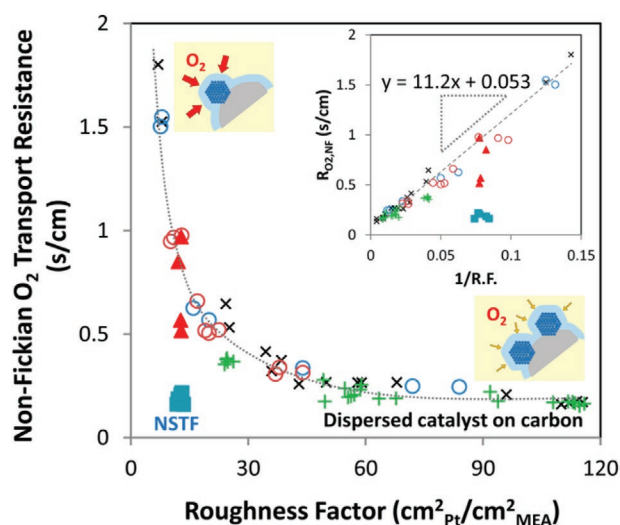 Non-Fickian O₂ Transport Resistance
(s/cm)
2
1.5
1
0.5
0
0
30
60
90
120
Roughness Factor (cm²Pt/cm²MEA)
O₂
NSTF
O₂
Dispersed catalyst on carbon
R_O2,NF (s/cm)
2
1.5
1
0.5
0
0
0.05
0.1
0.15
1/R.F.
y = 11.2x + 0.053